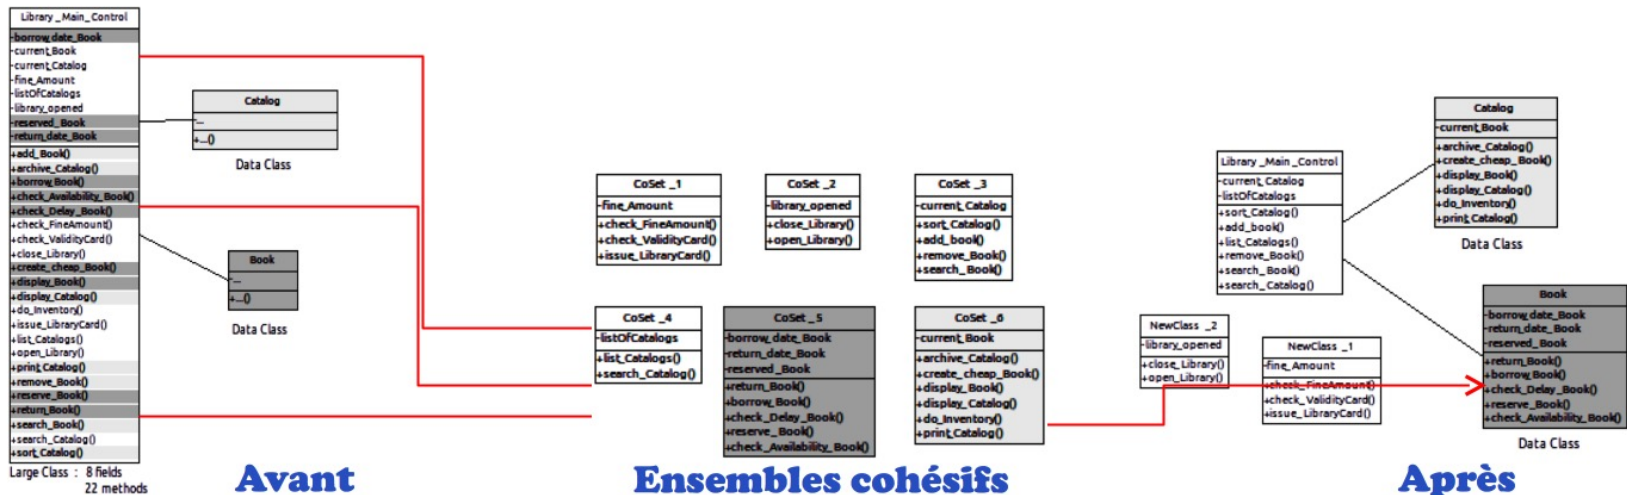 Library_Main_Control
-borrow_date_Book
-current_Book
-current_Catalog
-fine_Amount
-listOfCatalogs
-library_opened
-reserved_Book
-return_date_Book
+add_Book()
+archive_Catalog()
+borrow_Book()
+check_Availability_Book()
+check_Delay_Book()
+check_FineAmount()
+check_ValidityCard()
+close_Library()
+create_cheap_Book()
+display_Book()
+display_Catalog()
+do_Inventory()
+issue_LibraryCard()
+list_Catalogs()
+open_Library()
+print_Catalog()
+remove_Book()
+reserve_Book()
+return_Book()
+search_Book()
+search_Catalog()
+sort_Catalog()
Large Class : 8 fields
22 methods
Catalog
-...
+...()
Data Class
Book
-...
+...()
Data Class
Avant
CoSet_1
-fine_Amount
+check_FineAmount()
+check_ValidityCard()
+issue_LibraryCard()
CoSet_2
-library_opened
+close_Library()
+open_Library()
CoSet_3
-current_Catalog
+sort_Catalog()
+add_book()
+remove_Book()
+search_Book()
CoSet_4
-listOfCatalogs
+list_Catalogs()
+search_Catalog()
CoSet_5
-borrow_date_Book
-return_date_Book
-reserved_Book
+return_Book()
+borrow_Book()
+check_Delay_Book()
+reserve_Book()
+check_Availability_Book()
CoSet_6
-current_Book
+archive_Catalog()
+create_cheap_Book()
+display_Book()
+display_Catalog()
+do_Inventory()
+print_Catalog()
Ensembles cohésifs
Library_Main_Control
-current_Catalog
-listOfCatalogs
+sort_Catalog()
+add_book()
+list_Catalogs()
+remove_Book()
+search_Book()
+search_Catalog()
Catalog
-current_Book
+archive_Catalog()
+create_cheap_Book()
+display_Book()
+display_Catalog()
+do_Inventory()
+print_Catalog()
Data Class
NewClass_2
-library_opened
+close_Library()
+open_Library()
NewClass_1
-fine_Amount
+check_FineAmount()
+check_ValidityCard()
+issue_LibraryCard()
Book
-borrow_date_Book
-return_date_Book
-reserved_Book
+return_Book()
+borrow_Book()
+check_Delay_Book()
+reserve_Book()
+check_Availability_Book()
Data Class
Après